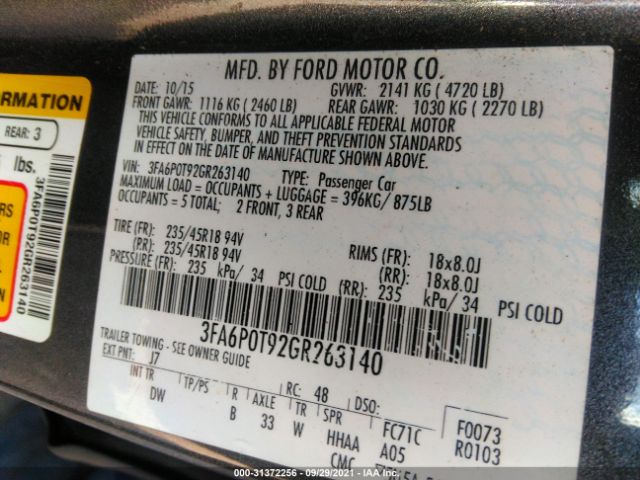 MFD. BY FORD MOTOR CO.
DATE: 10/15 GVWR: 2141 KG ( 4720 LB)
FRONT GAWR: 1116 KG ( 2460 LB) REAR GAWR: 1030 KG ( 2270 LB)
THIS VEHICLE CONFORMS TO ALL APPLICABLE FEDERAL MOTOR
VEHICLE SAFETY, BUMPER, AND THEFT PREVENTION STANDARDS
IN EFFECT ON THE DATE OF MANUFACTURE SHOWN ABOVE.
VIN: 3FA6P0T92GR263140 TYPE: Passenger Car
MAXIMUM LOAD = OCCUPANTS + LUGGAGE = 396KG/ 875LB
OCCUPANTS = 5 TOTAL; 2 FRONT, 3 REAR
TIRE (FR): 235/45R18 94V RIMS (FR): 18x8.0J
(RR): 235/45R18 94V (RR): 18x8.0J
PRESSURE (FR): 235 kPa/ 34 PSI COLD (RR): 235 kPa/ 34 PSI COLD
3FA6P0T92GR263140
TRAILER TOWING - SEE OWNER GUIDE
EXT PNT: J7 RC: 48 DSO:
INT TR TP/PS R AXLE TR SPR FC71C F0073
DW B 33 W HHAA A05 R0103
CMC
ORMATION
REAR: 3
lbs.
3FA6P0T92GR263140
RS
OR
ON
000-31372256 - 09/29/2021 -